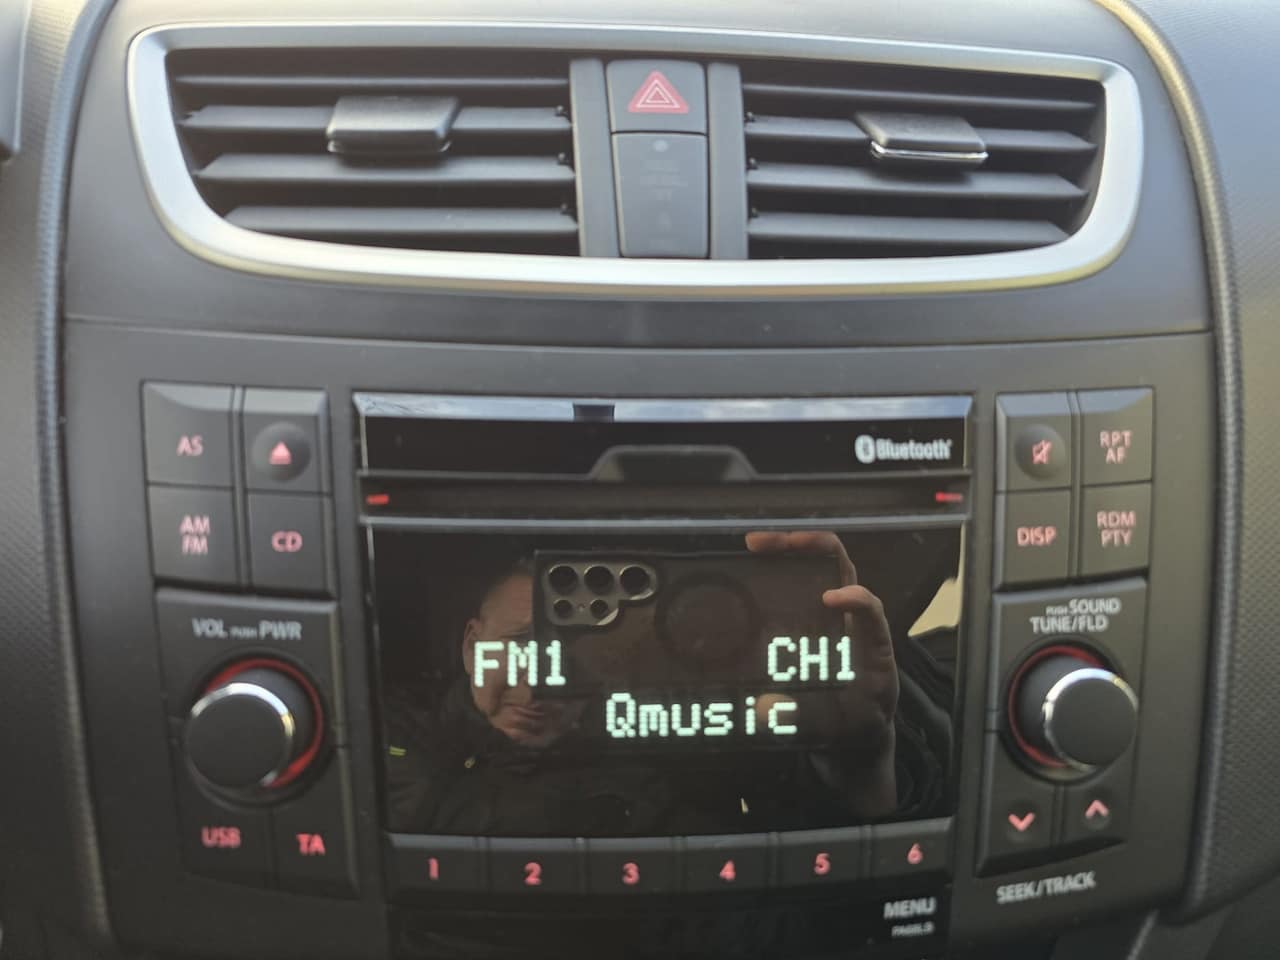 AS
RPT
AF
Bluetooth
AM
FM
CD
DISP
RDM
PTY
VOL PUSH PWR
PUSH SOUND
TUNE/FLD
FM1 CH1
Qmusic
USB
TA
1 2 3 4 5 6
SEEK/TRACK
MENU